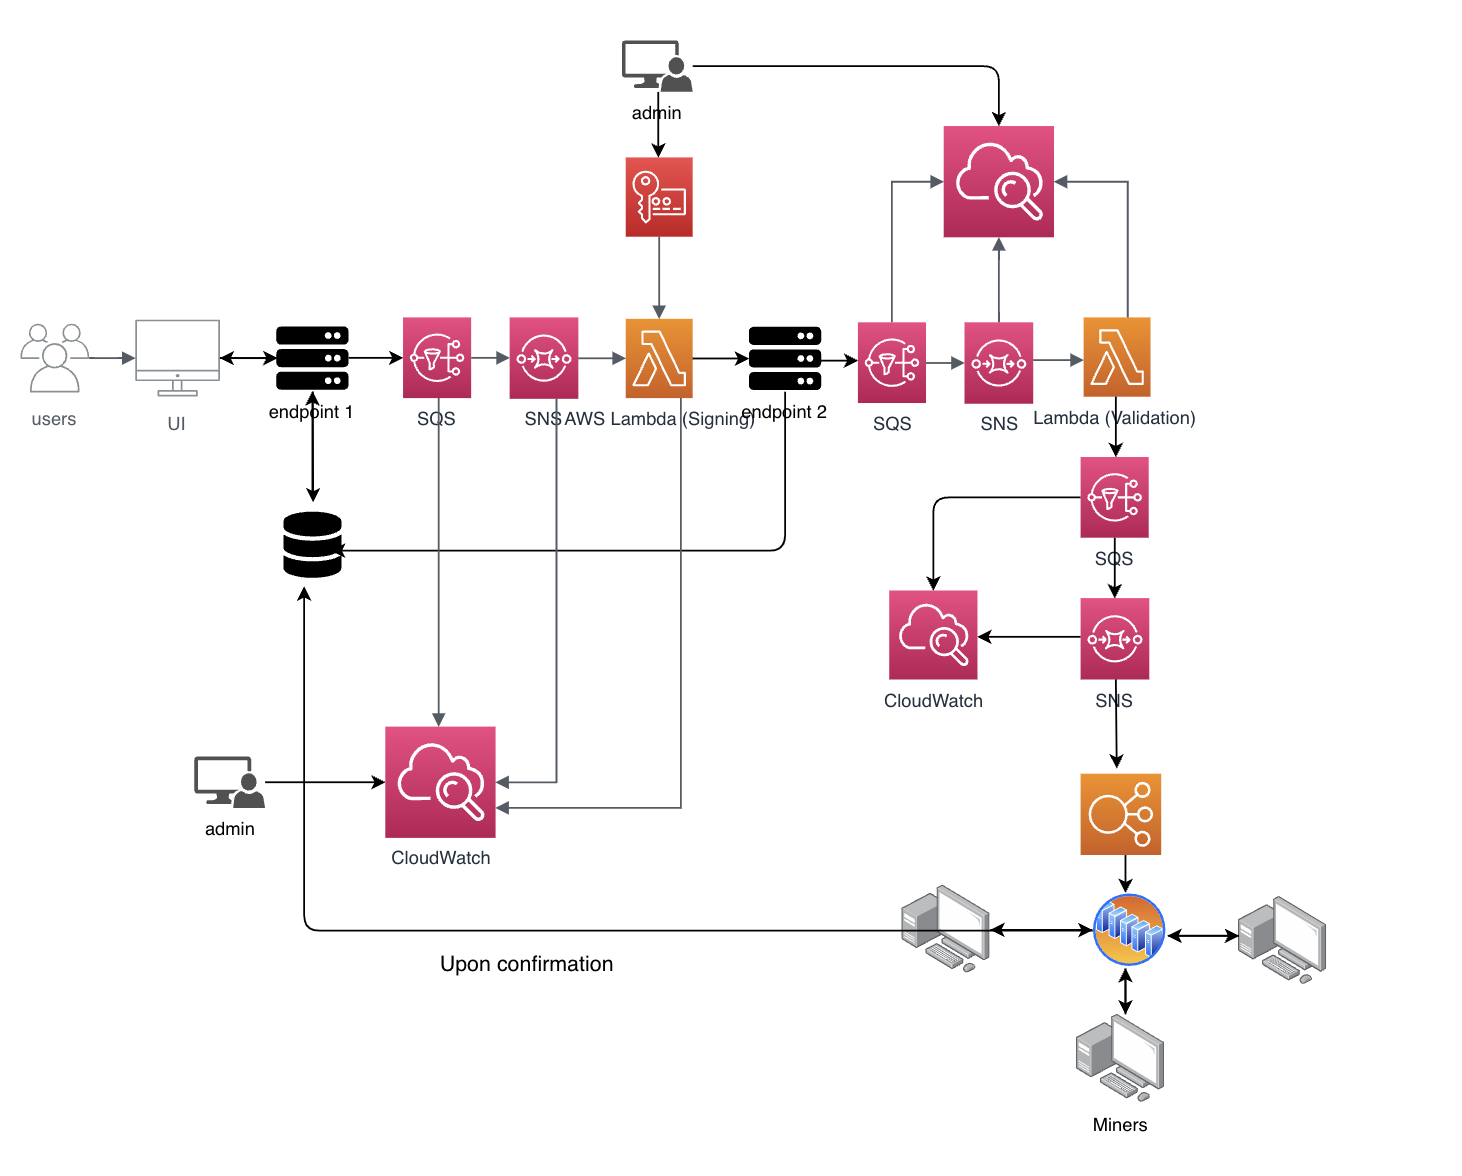 admin
users
UI
endpoint 1
SQS
SNS
AWS Lambda (Signing)
endpoint 2
SQS
SNS
Lambda (Validation)
SQS
CloudWatch
SNS
admin
CloudWatch
Upon confirmation
Miners